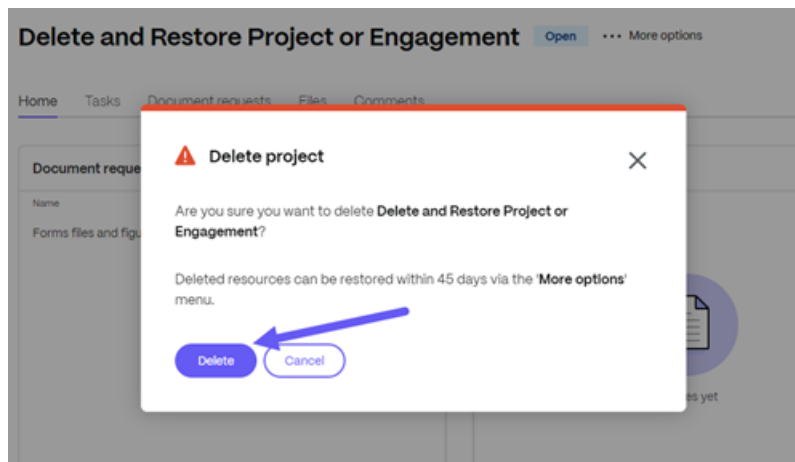 Delete and Restore Project or Engagement Open ••• More options
Home Tasks Document requests Files Comments
Delete project
Document reque
Name
Are you sure you want to delete Delete and Restore Project or
Engagement?
Forms files and figu
Deleted resources can be restored within 45 days via the 'More options'
menu.
Delete Cancel
es yet